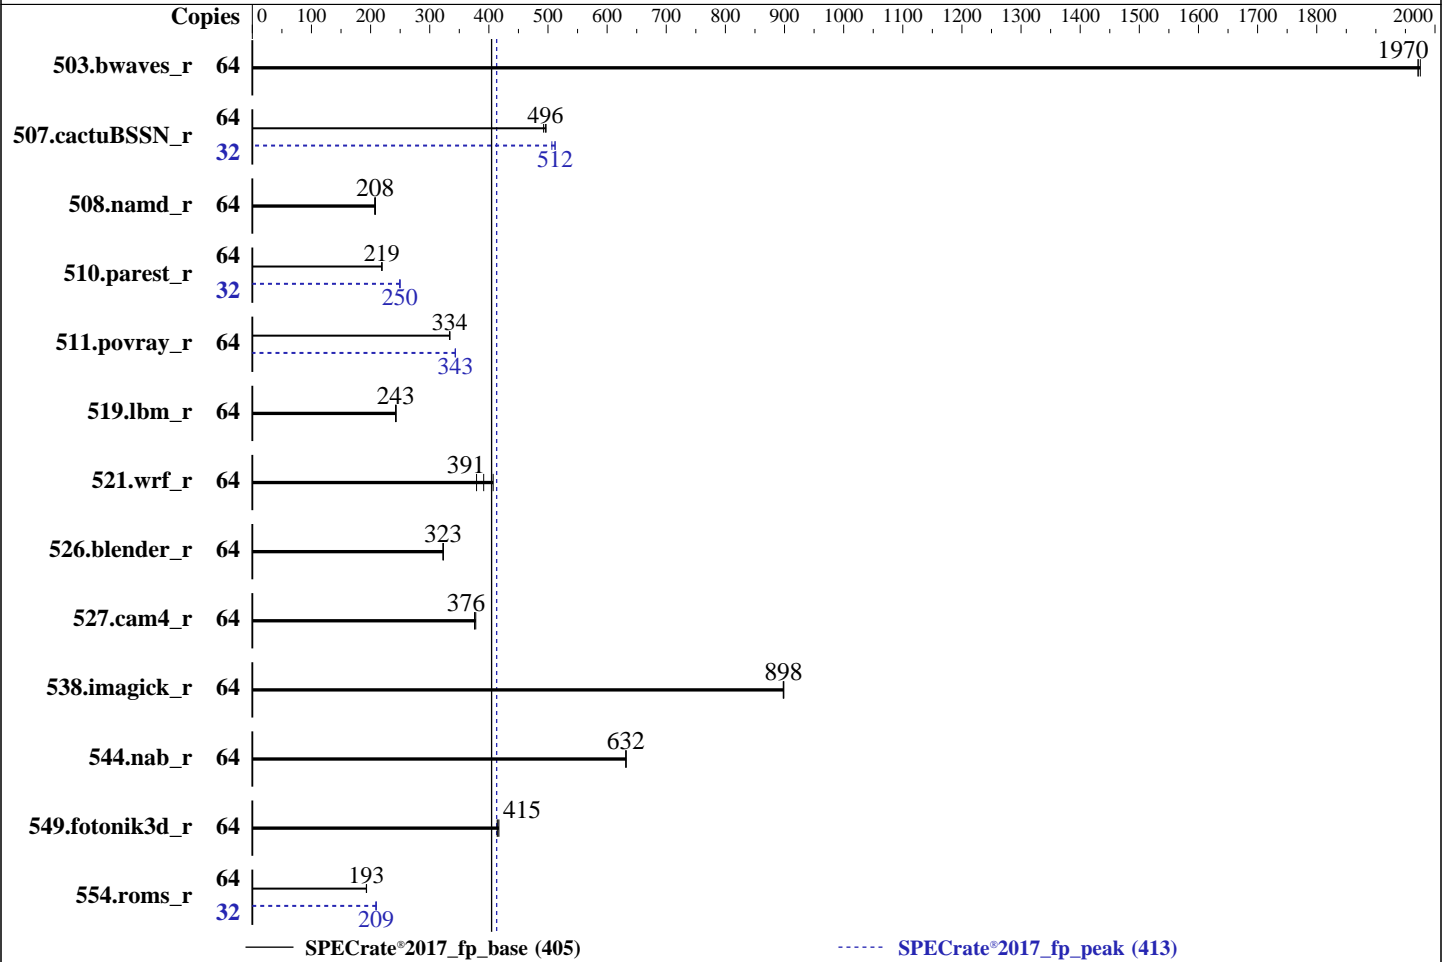 Copies 0 100 200 300 400 500 600 700 800 900 1000 1100 1200 1300 1400 1500 1600 1700 1800 2000
503.bwaves_r 64 1970
507.cactuBSSN_r 64 496
32 512
508.namd_r 64 208
510.parest_r 64 219
32 250
511.povray_r 64 334
343
519.lbm_r 64 243
521.wrf_r 64 391
526.blender_r 64 323
527.cam4_r 64 376
538.imagick_r 64 898
544.nab_r 64 632
549.fotonik3d_r 64 415
554.roms_r 64 193
32 209
SPECrate®2017_fp_base (405) SPECrate®2017_fp_peak (413)